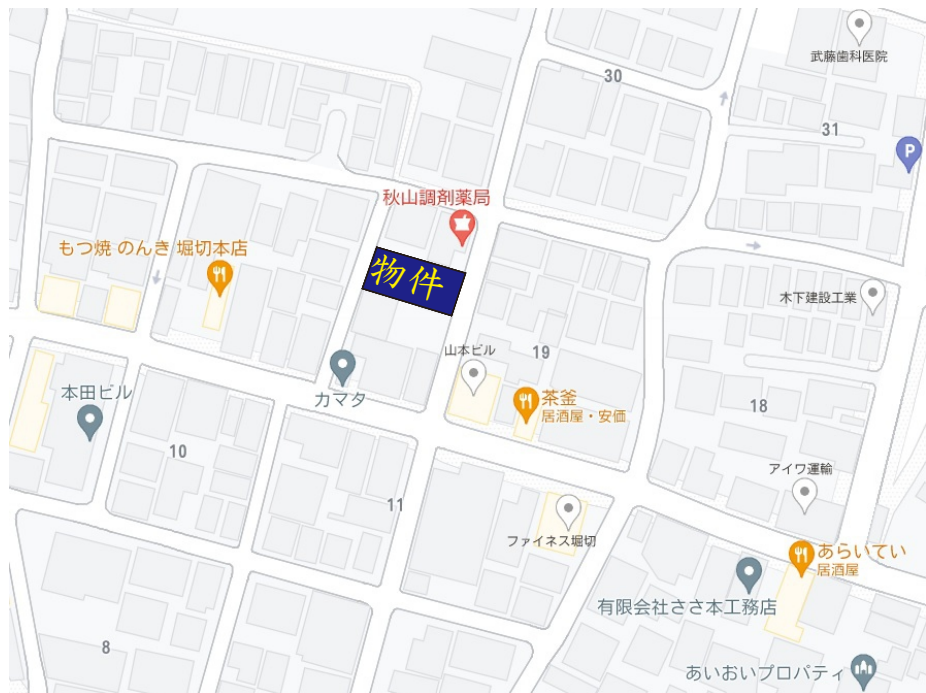 武藤歯科医院
30
31
P
秋山調剤薬局
もつ焼 のんき 堀切本店
物件
木下建設工業
山本ビル
19
カマタ
茶釜
居酒屋・安価
本田ビル
18
10
アイワ運輸
11
ファイネス堀切
あらいてい
居酒屋
有限会社ささ本工務店
8
あいおいプロパティ